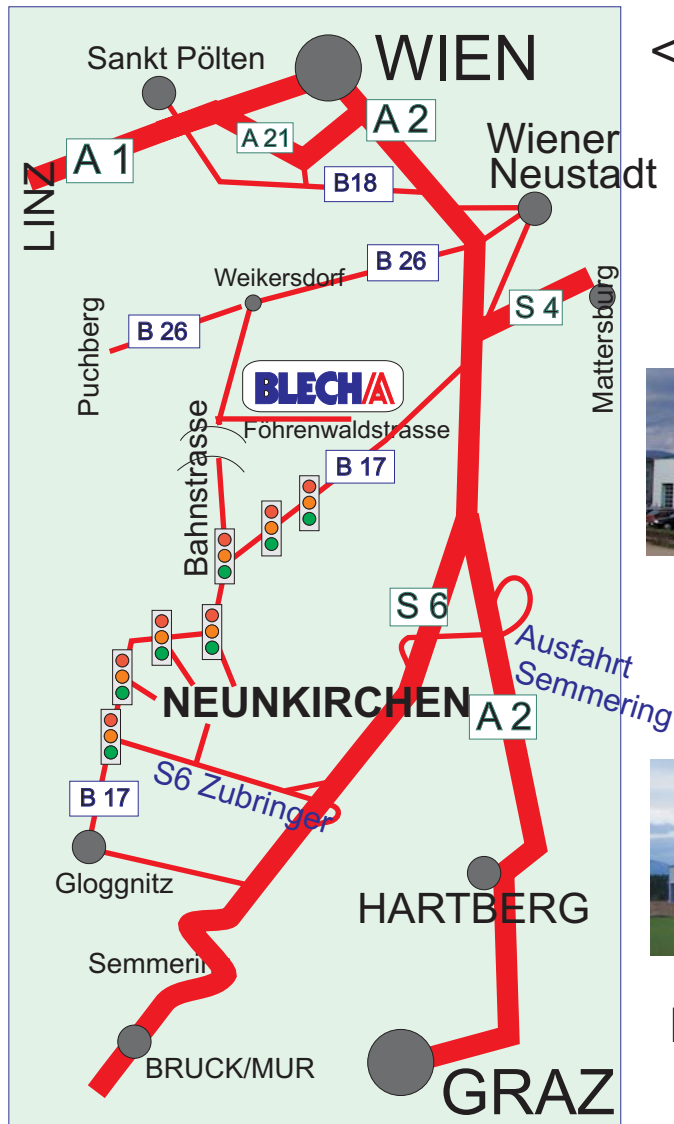 WIEN
<
Sankt Pölten
A 2
A 21
Wiener
Neustadt
A 1
B18
LINZ
B 26
Weikersdorf
S 4
B 26
Mattersburg
Puchberg
BLECHA
Föhrenwaldstrasse
Bahnstrasse
B 17
S 6
Ausfahrt
Semmering
NEUNKIRCHEN
A 2
S6 Zubringer
B 17
Gloggnitz
HARTBERG
Semmering
BRUCK/MUR
GRAZ